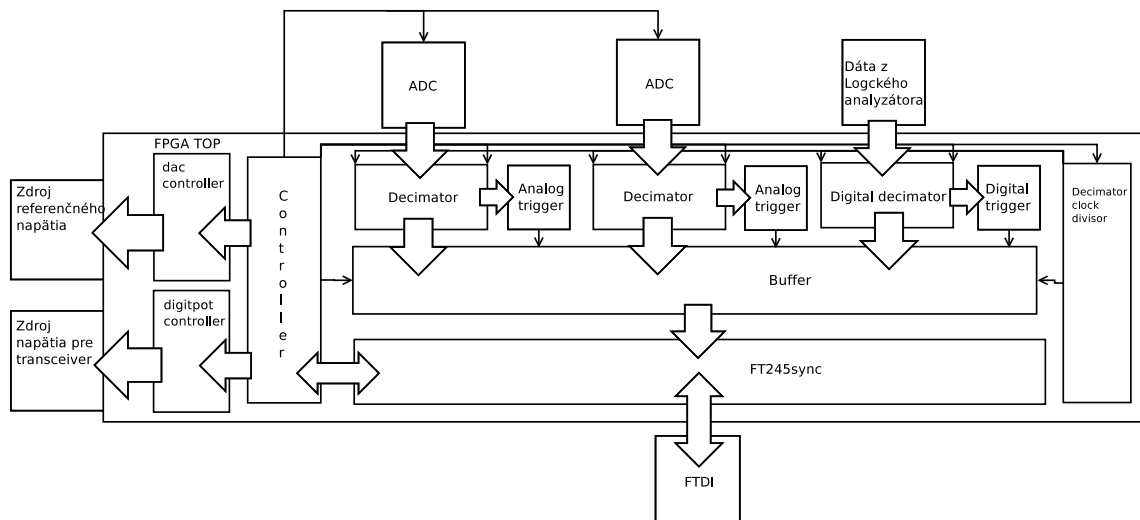 ADC
ADC
Dáta z
Logckého
analyzátora
FPGA TOP
dac
controller
Zdroj
referenčného
napätia
Controller
Decimator
Analog
trigger
Decimator
Analog
trigger
Digital decimator
Digital
trigger
Decimator
clock
divisor
Buffer
digitpot
controller
Zdroj
napätia pre
transceiver
FT245sync
FTDI